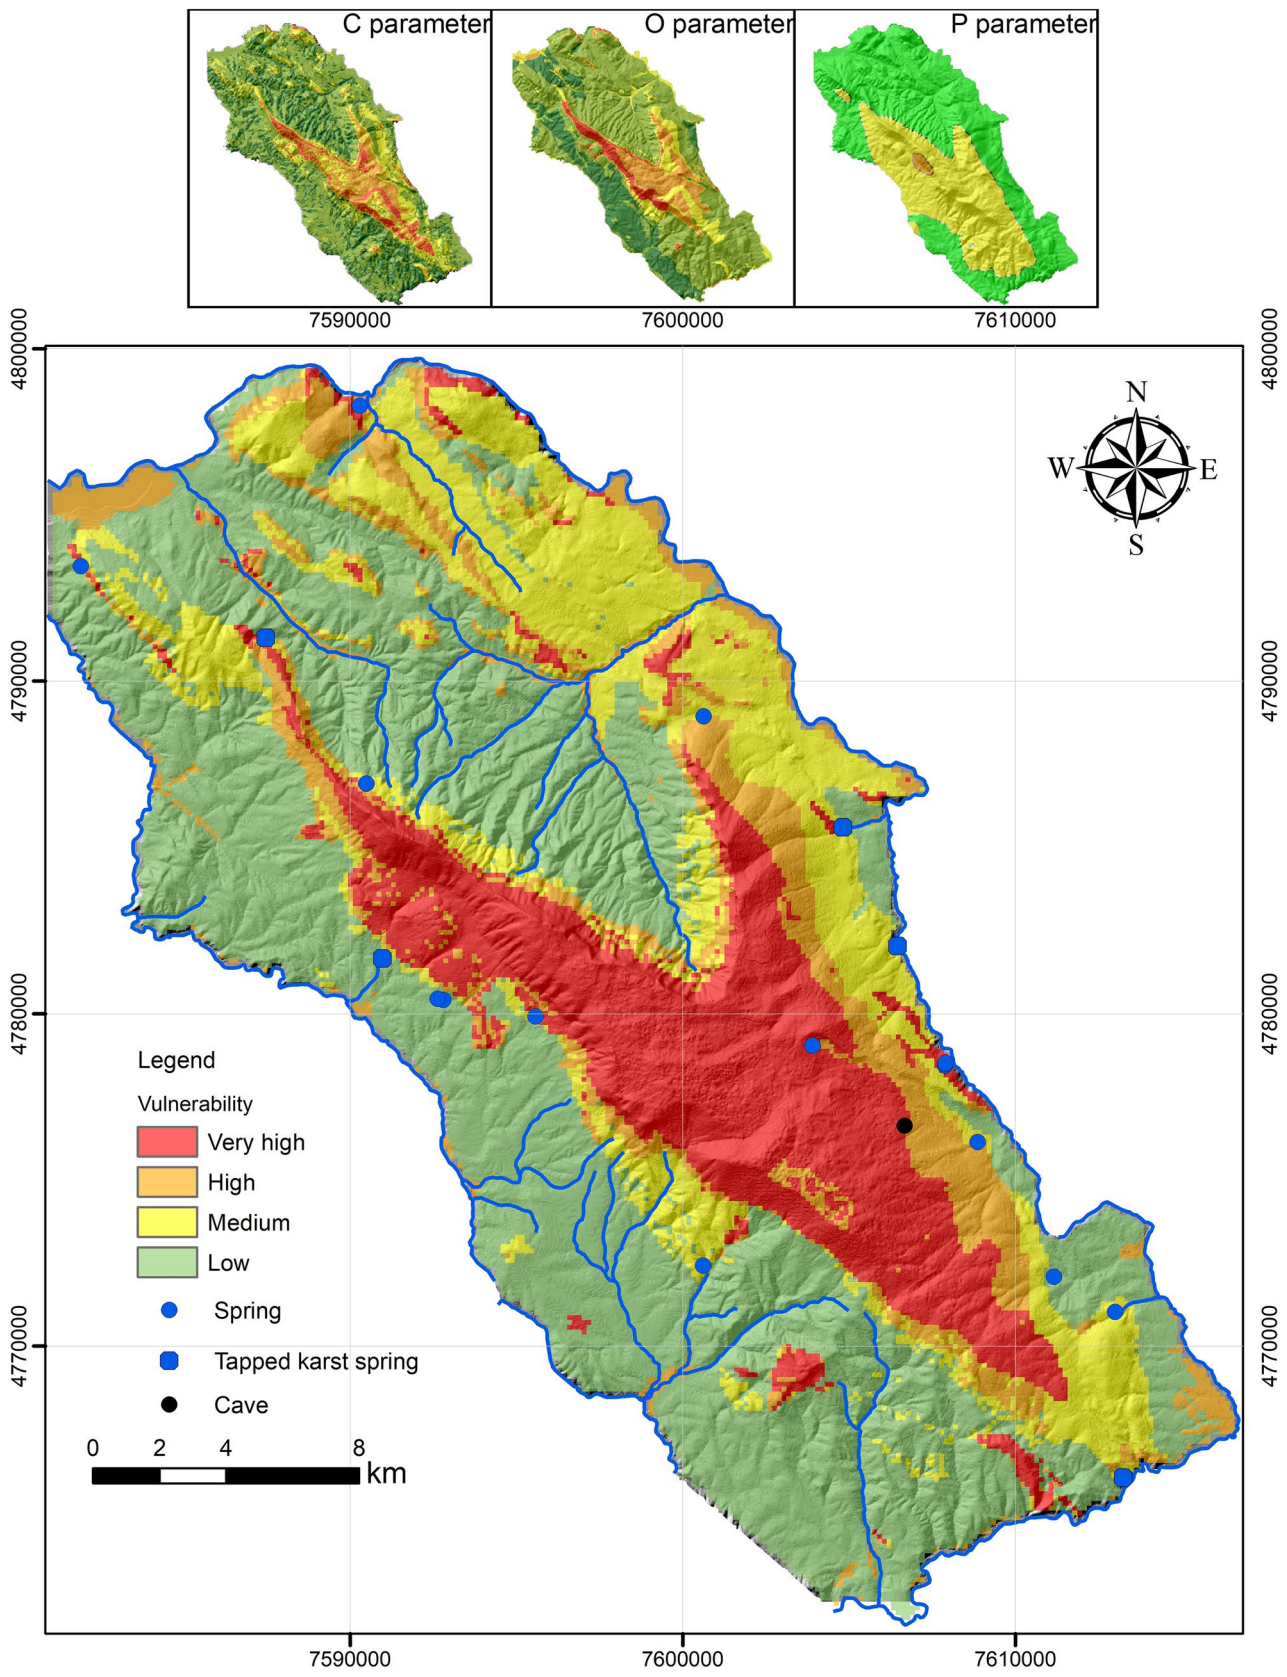 C parameter
O parameter
P parameter
7590000
7600000
7610000
4800000
4800000
N
W
E
S
4790000
4790000
4780000
4780000
Legend
Vulnerability
Very high
High
Medium
Low
Spring
4770000
4770000
Tapped karst spring
Cave
0 2 4 8
km
7590000
7600000
7610000